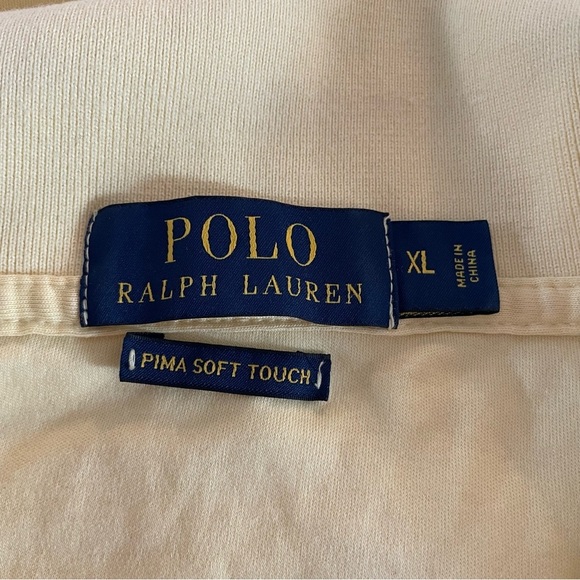 POLO
RALPH LAUREN
XL
MADE IN
CHINA
PIMA SOFT TOUCH